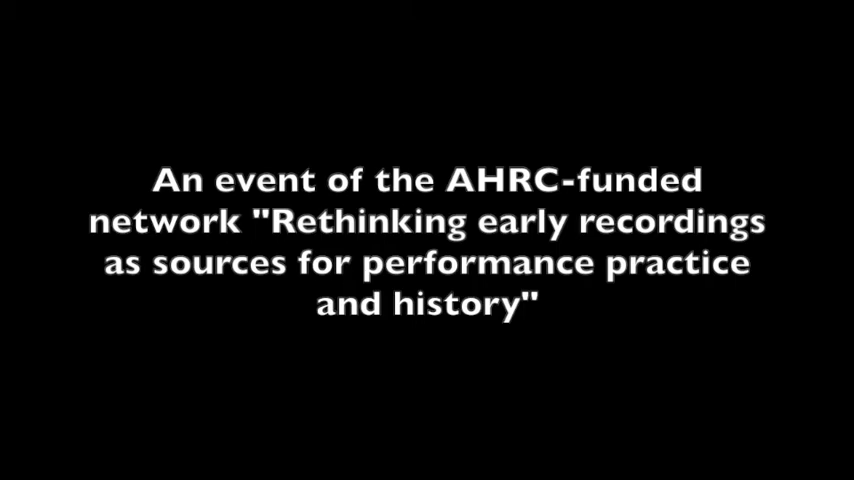 An event of the AHRC-funded
network "Rethinking early recordings
as sources for performance practice
and history"